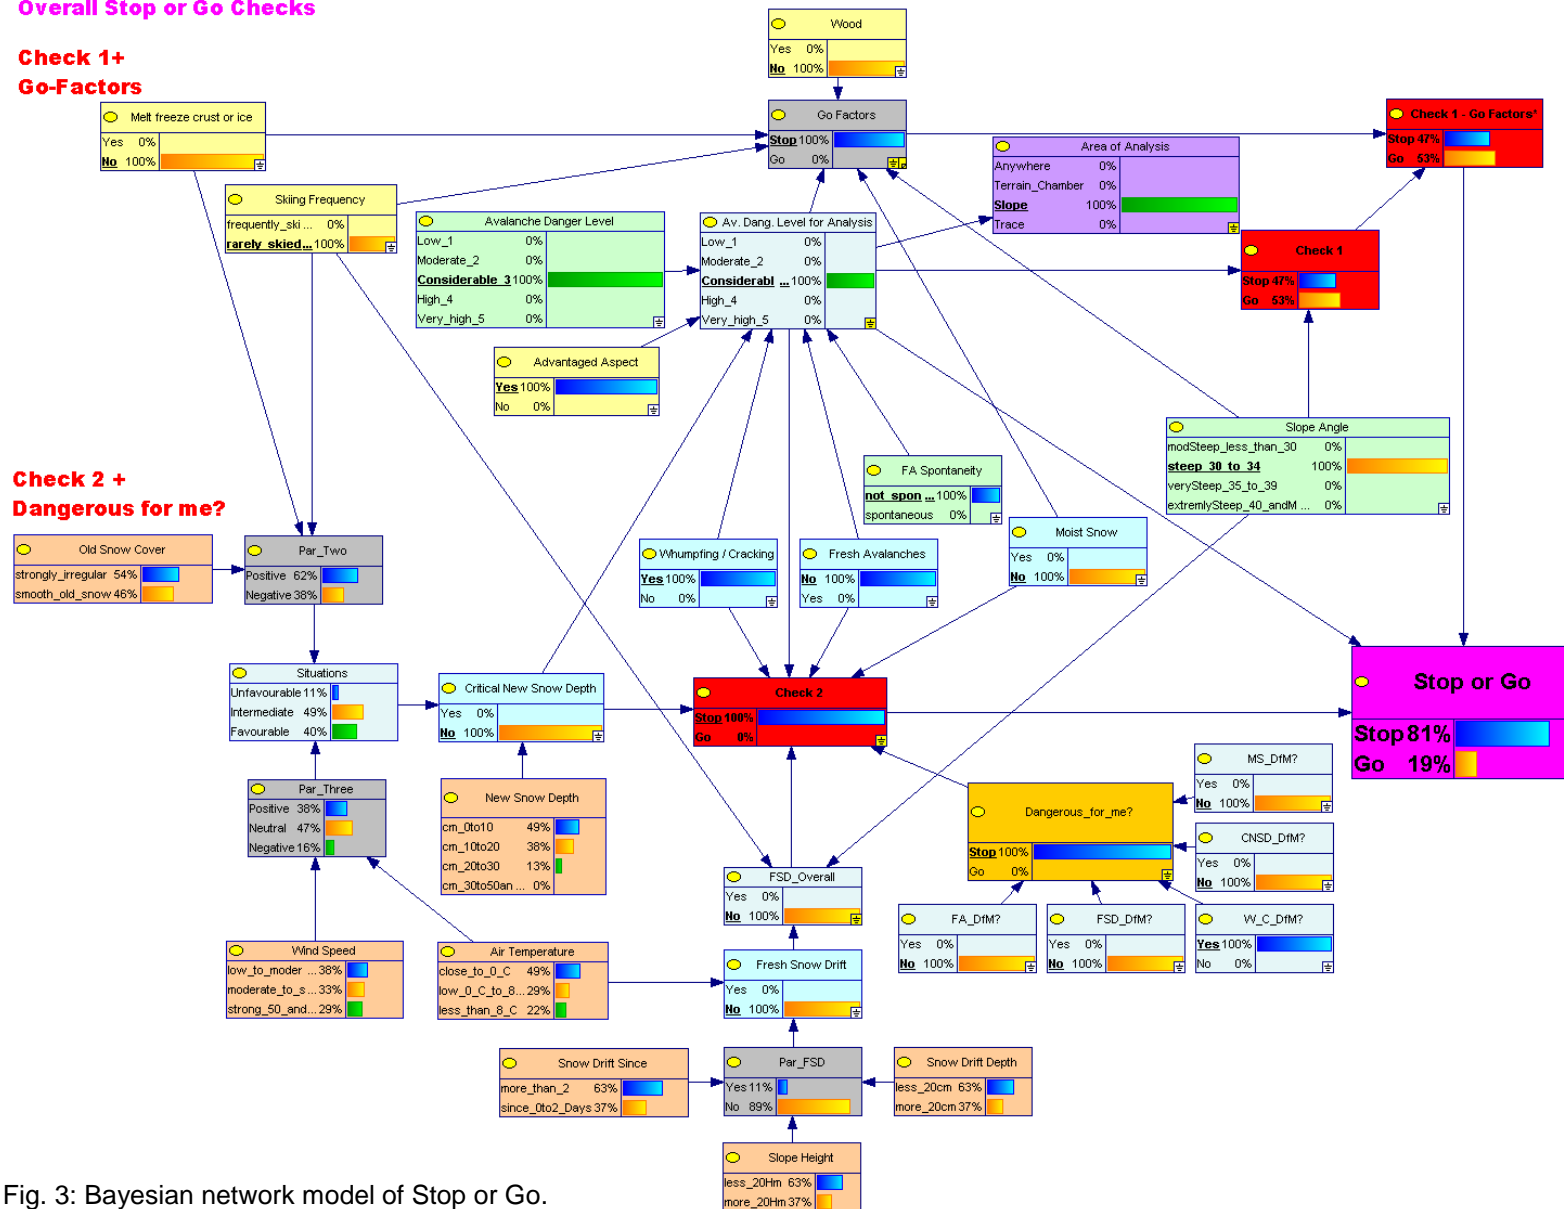 Overall Stop or Go Checks
Check 1+
Go-Factors
Wood
Yes 0%
No 100%
Melt freeze crust or ice
Yes 0%
No 100%
Go Factors
Stop 100%
Go 0%
Check 1 - Go Factors*
Stop 47%
Go 53%
Area of Analysis
Anywhere 0%
Terrain_Chamber 0%
Slope 100%
Trace 0%
Skiing Frequency
frequently_ski ... 0%
rarely_skied... 100%
Avalanche Danger Level
Low_1 0%
Moderate_2 0%
Considerable_3 100%
High_4 0%
Very_high_5 0%
Av. Dang. Level for Analysis
Low_1 0%
Moderate_2 0%
Considerabl ... 100%
High_4 0%
Very_high_5 0%
Check 1
Stop 47%
Go 53%
Advantaged Aspect
Yes 100%
No 0%
Slope Angle
modSteep_less_than_30 0%
steep_30_to_34 100%
verySteep_35_to_39 0%
extremlySteep_40_andM ... 0%
FA Spontaneity
not_spon ... 100%
spontaneous 0%
Check 2 +
Dangerous for me?
Old Snow Cover
strongly_irregular 54%
smooth_old_snow 46%
Par_Two
Positive 62%
Negative 38%
Whumpfing / Cracking
Yes 100%
No 0%
Fresh Avalanches
No 100%
Yes 0%
Moist Snow
Yes 0%
No 100%
Situations
Unfavourable 11%
Intermediate 49%
Favourable 40%
Critical New Snow Depth
Yes 0%
No 100%
Check 2
Stop 100%
Go 0%
Stop or Go
Stop 81%
Go 19%
Par_Three
Positive 38%
Neutral 47%
Negative 16%
New Snow Depth
cm_0to10 49%
cm_10to20 38%
cm_20to30 13%
cm_30to50an ... 0%
Dangerous_for_me?
Stop 100%
Go 0%
MS_DfM?
Yes 0%
No 100%
CNSD_DfM?
Yes 0%
No 100%
FSD_Overall
Yes 0%
No 100%
FA_DfM?
Yes 0%
No 100%
FSD_DfM?
Yes 0%
No 100%
W_C_DfM?
Yes 100%
No 0%
Wind Speed
low_to_moder ... 38%
moderate_to_s... 33%
strong_50_and... 29%
Air Temperature
close_to_0_C 49%
low_0_C_to_8... 29%
less_than_8_C 22%
Fresh Snow Drift
Yes 0%
No 100%
Snow Drift Since
more_than_2 63%
since_0to2_Days 37%
Par_FSD
Yes 11%
No 89%
Snow Drift Depth
less_20cm 63%
more_20cm 37%
Slope Height
less_20Hm 63%
more_20Hm 37%
Fig. 3: Bayesian network model of Stop or Go.